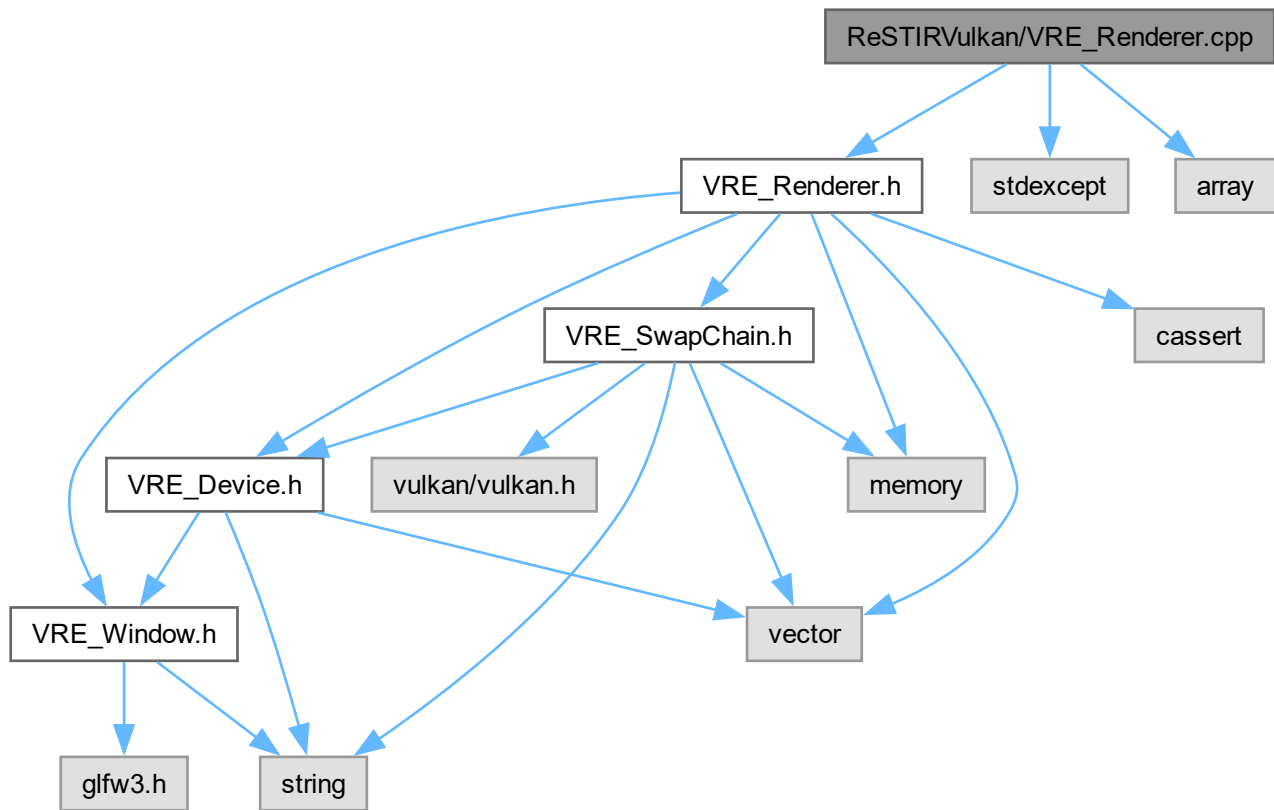 ReSTIRVulkan/VRE_Renderer.cpp
VRE_Renderer.h
stdexcept
array
VRE_SwapChain.h
cassert
VRE_Device.h
vulkan/vulkan.h
memory
VRE_Window.h
vector
glfw3.h
string